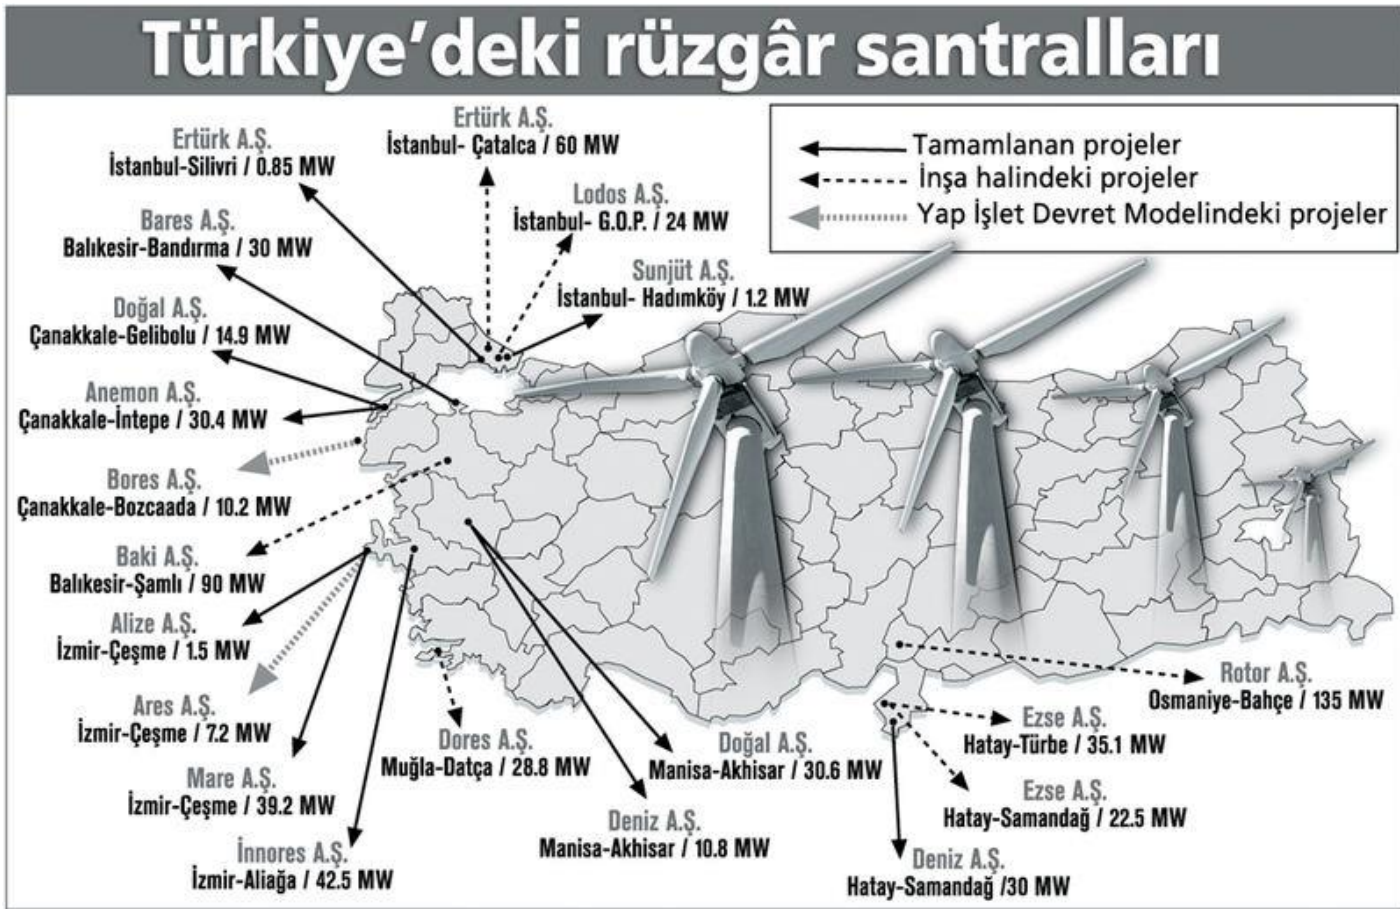 Türkiye'deki rüzgâr santralları
Tamamlanan projeler
İnşa halindeki projeler
Yap İşlet Devret Modelindeki projeler
Ertürk A.Ş.
İstanbul-Silivri / 0.85 MW
Ertürk A.Ş.
İstanbul- Çatalca / 60 MW
Lodos A.Ş.
İstanbul- G.O.P. / 24 MW
Sunjüt A.Ş.
İstanbul- Hadımköy / 1.2 MW
Bares A.Ş.
Balıkesir-Bandırma / 30 MW
Doğal A.Ş.
Çanakkale-Gelibolu / 14.9 MW
Anemon A.Ş.
Çanakkale-İntepe / 30.4 MW
Bores A.Ş.
Çanakkale-Bozcaada / 10.2 MW
Baki A.Ş.
Balıkesir-Şamlı / 90 MW
Alize A.Ş.
İzmir-Çeşme / 1.5 MW
Ares A.Ş.
İzmir-Çeşme / 7.2 MW
Mare A.Ş.
İzmir-Çeşme / 39.2 MW
İnnores A.Ş.
İzmir-Aliağa / 42.5 MW
Dores A.Ş.
Muğla-Datça / 28.8 MW
Doğal A.Ş.
Manisa-Akhisar / 30.6 MW
Deniz A.Ş.
Manisa-Akhisar / 10.8 MW
Rotor A.Ş.
Osmaniye-Bahçe / 135 MW
Ezse A.Ş.
Hatay-Türbe / 35.1 MW
Ezse A.Ş.
Hatay-Samandağ / 22.5 MW
Deniz A.Ş.
Hatay-Samandağ /30 MW